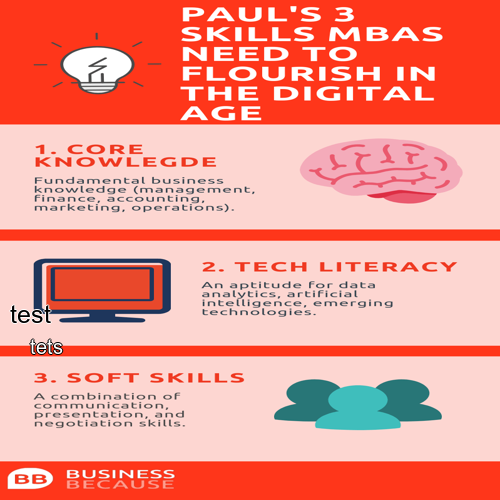 PAUL'S 3
SKILLS MBAS
NEED TO
FLOURISH IN
THE DIGITAL
AGE
1. CORE
KNOWLEGDE
Fundamental business
knowledge (management,
finance, accounting,
marketing, operations).
2. TECH LITERACY
An aptitude for data
analytics, artificial
intelligence, emerging
technologies.
test
tets
3. SOFT SKILLS
A combination of
communication,
presentation, and
negotiation skills.
BB
BUSINESS
BECAUSE